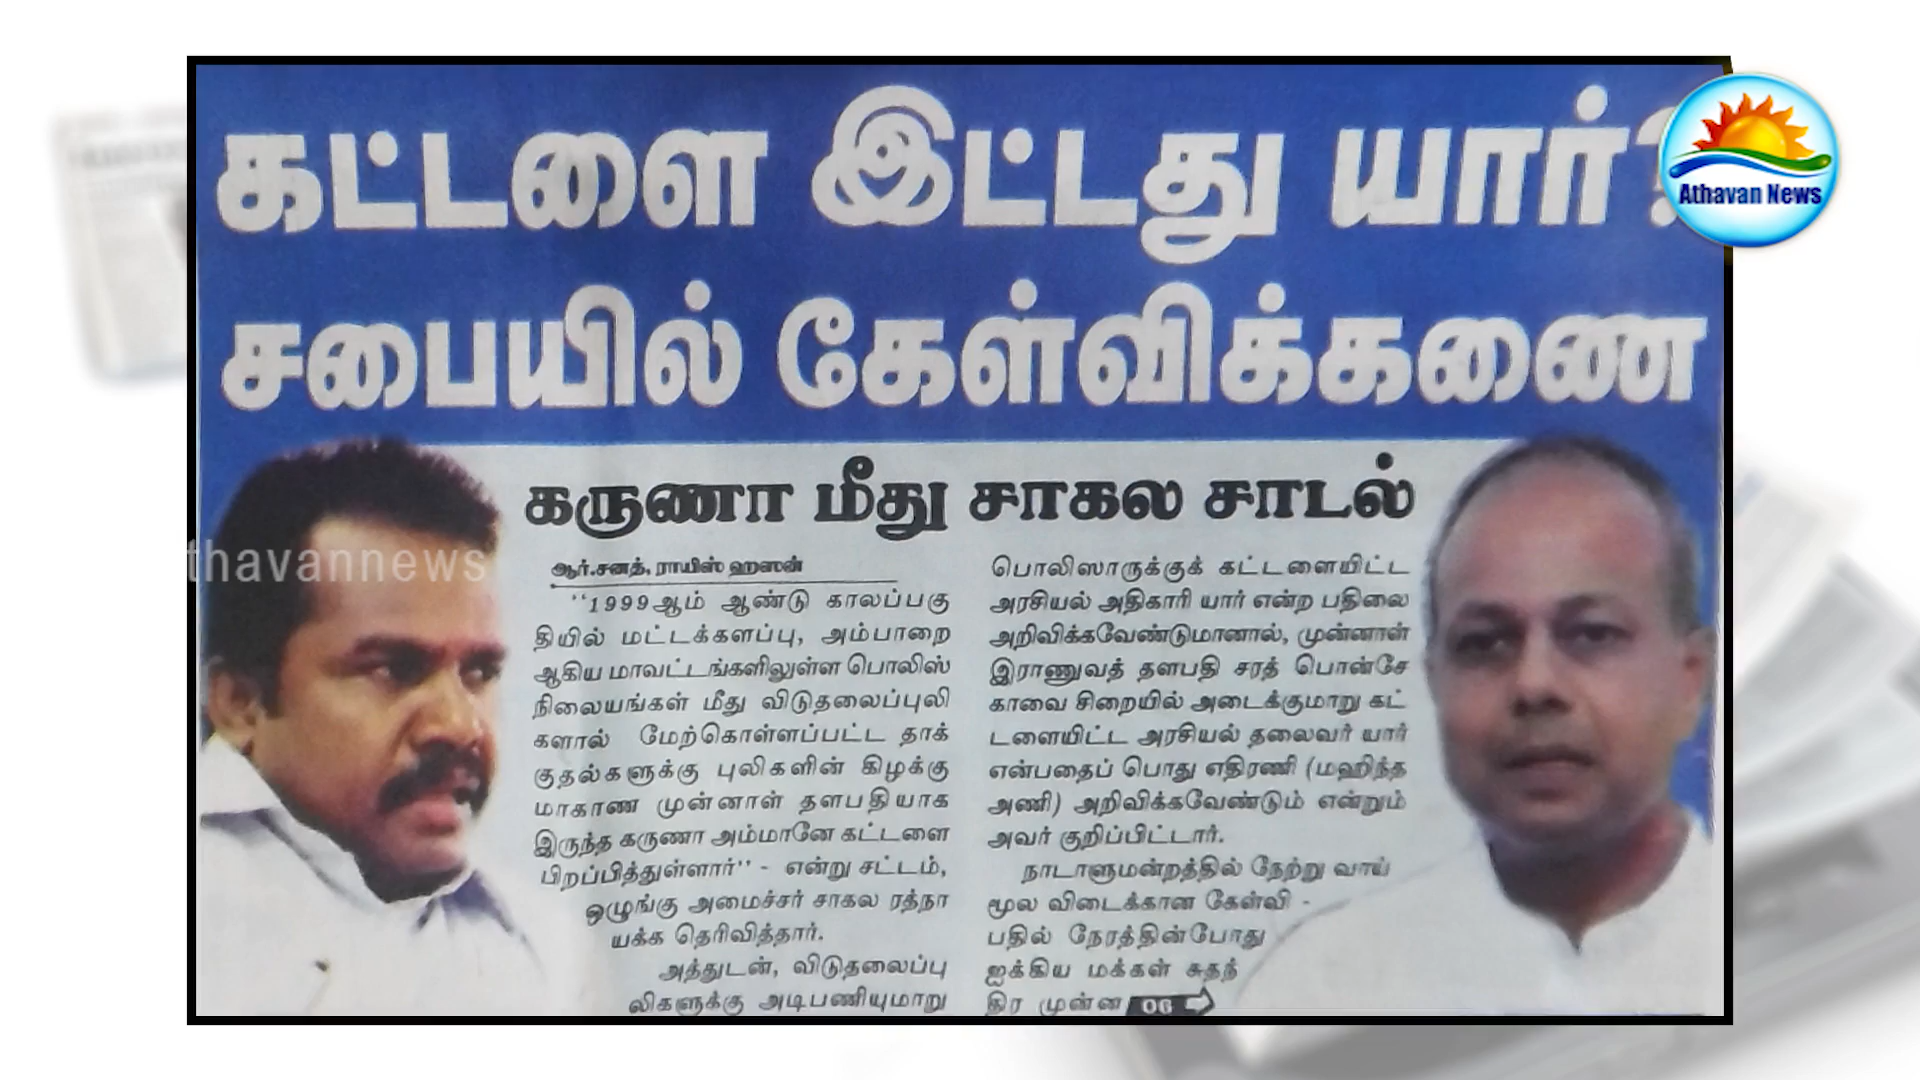 கட்டளை இட்டது யார்?
Athavan News
சபையில் கேள்விக்கணை
கருணா மீது சாகல சாடல்
thavannews
ஆர்.சனத், ராயிஸ் ஹஸன்
''1999ஆம் ஆண்டு காலப்பகு
தியில் மட்டக்களப்பு, அம்பாறை
ஆகிய மாவட்டங்களிலுள்ள பொலிஸ்
நிலையங்கள் மீது விடுதலைப்புலி
களால் மேற்கொள்ளப்பட்ட தாக்
குதல்களுக்கு புலிகளின் கிழக்கு
மாகாண முன்னாள் தளபதியாக
இருந்த கருணா அம்மானே கட்டளை
பிறப்பித்துள்ளார்'' - என்று சட்டம்,
ஒழுங்கு அமைச்சர் சாகல ரத்நா
யக்க தெரிவித்தார்.
அத்துடன், விடுதலைப்பு
லிகளுக்கு அடிபணியுமாறு
பொலிஸாருக்குக் கட்டளையிட்ட
அரசியல் அதிகாரி யார் என்ற பதிலை
அறிவிக்கவேண்டுமானால், முன்னாள்
இராணுவத் தளபதி சரத் பொன்சே
காவை சிறையில் அடைக்குமாறு கட்
டளையிட்ட அரசியல் தலைவர் யார்
என்பதைப் பொது எதிரணி (மஹிந்த
அணி) அறிவிக்கவேண்டும் என்றும்
அவர் குறிப்பிட்டார்.
நாடாளுமன்றத்தில் நேற்று வாய்
மூல விடைக்கான கேள்வி -
பதில் நேரத்தின்போது
ஐக்கிய மக்கள் சுதந்
திர முன்ன 06